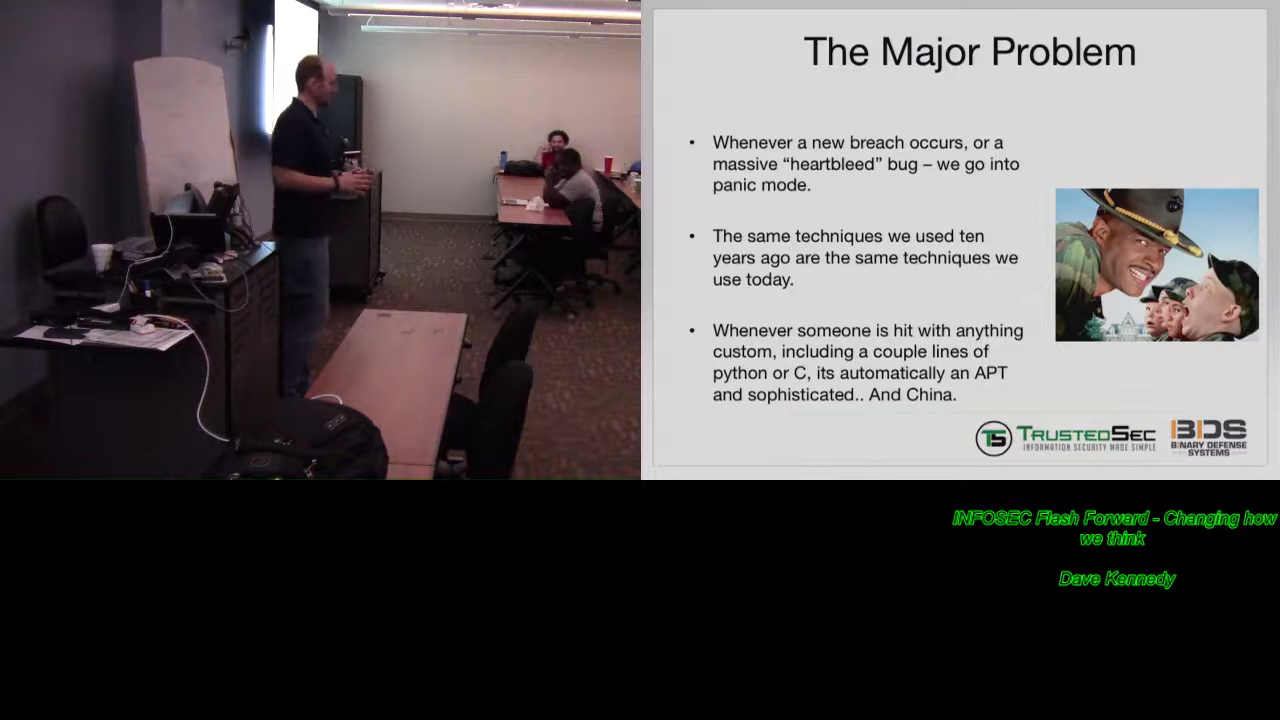 The Major Problem
• Whenever a new breach occurs, or a
massive “heartbleed” bug – we go into
panic mode.
• The same techniques we used ten
years ago are the same techniques we
use today.
• Whenever someone is hit with anything
custom, including a couple lines of
python or C, its automatically an APT
and sophisticated.. And China.
TS TRUSTEDSEC
INFORMATION SECURITY MADE SIMPLE
BDS
BINARY DEFENSE
SYSTEMS
INFOSEC Flash Forward - Changing how
we think
Dave Kennedy